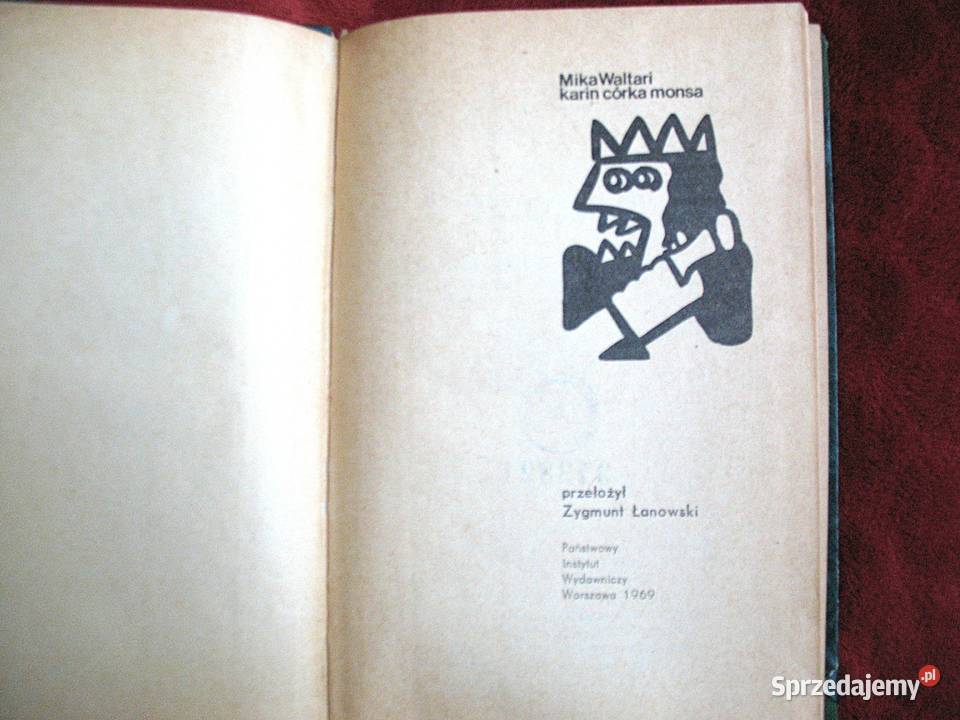 Mika Waltari
karin córka monsa
przełożył
Zygmunt Łanowski
Państwowy
Instytut
Wydawniczy
Warszawa 1969
Sprzedajemy.pl